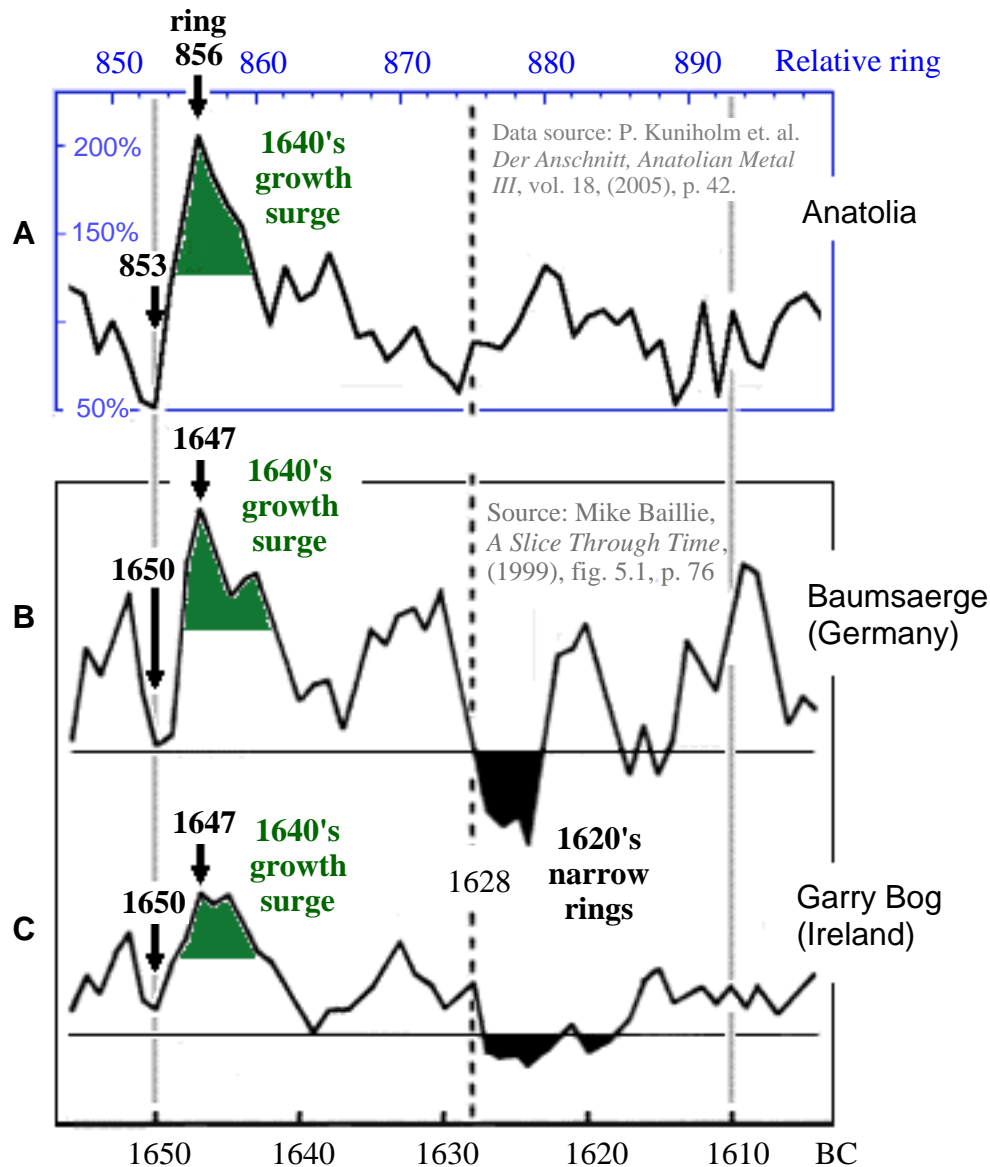 ring
856
850 860 870 880 890 Relative ring
200%
150%
50%
A
853
1640's
growth
surge
Data source: P. Kuniholm et. al.
Der Anschnitt, Anatolian Metal
III, vol. 18, (2005), p. 42.
Anatolia
1647
1650
B
1640's
growth
surge
Source: Mike Baillie,
A Slice Through Time,
(1999), fig. 5.1, p. 76
Baumsaerge
(Germany)
1647
1650
C
1640's
growth
surge
1628
1620's
narrow
rings
Garry Bog
(Ireland)
1650 1640 1630 1620 1610 BC